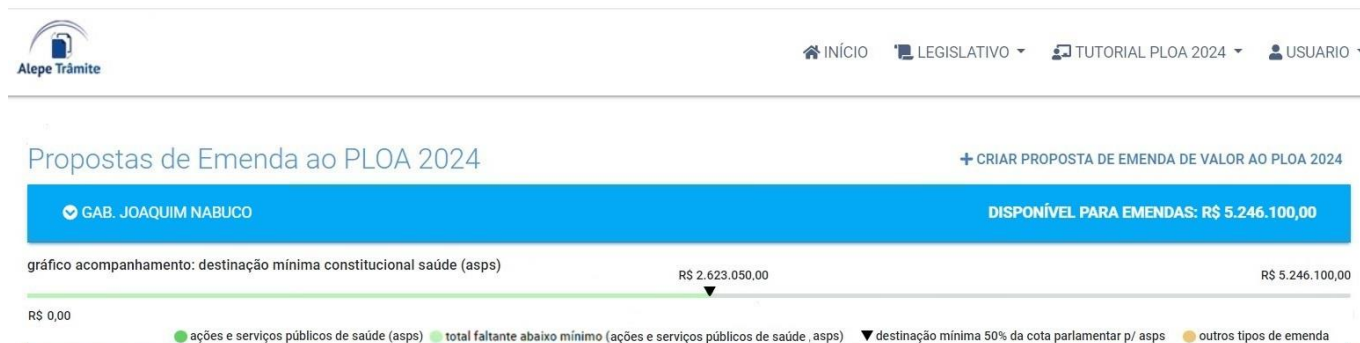 Alepe Trâmite
INÍCIO LEGISLATIVO TUTORIAL PLOA 2024 USUARIO
Propostas de Emenda ao PLOA 2024
+ CRIAR PROPOSTA DE EMENDA DE VALOR AO PLOA 2024
GAB. JOAQUIM NABUCO DISPONÍVEL PARA EMENDAS: R$ 5.246.100,00
gráfico acompanhamento: destinação mínima constitucional saúde (asps)
R$ 2.623.050,00 R$ 5.246.100,00
R$ 0,00
ações e serviços públicos de saúde (asps) total faltante abaixo mínimo (ações e serviços públicos de saúde , asps) destinação mínima 50% da cota parlamentar p/ asps outros tipos de emenda